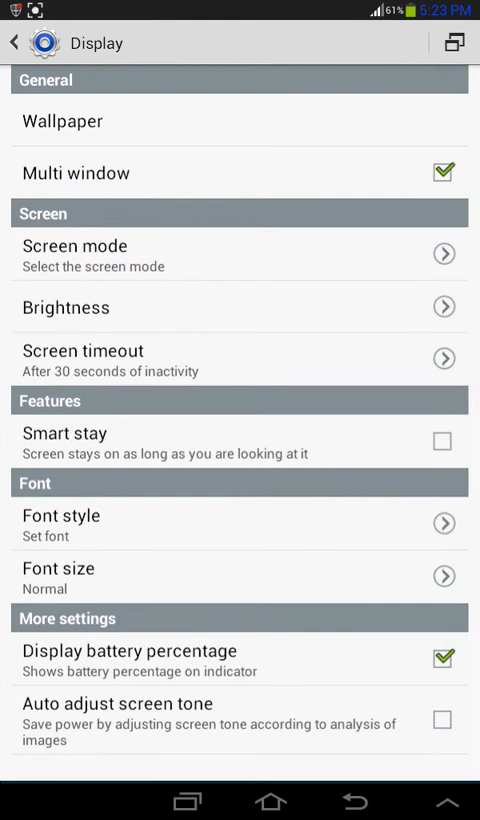 61% 5:23 PM
Display
General
Wallpaper
Multi window
Screen
Screen mode
Select the screen mode
Brightness
Screen timeout
After 30 seconds of inactivity
Features
Smart stay
Screen stays on as long as you are looking at it
Font
Font style
Set font
Font size
Normal
More settings
Display battery percentage
Shows battery percentage on indicator
Auto adjust screen tone
Save power by adjusting screen tone according to analysis of
images